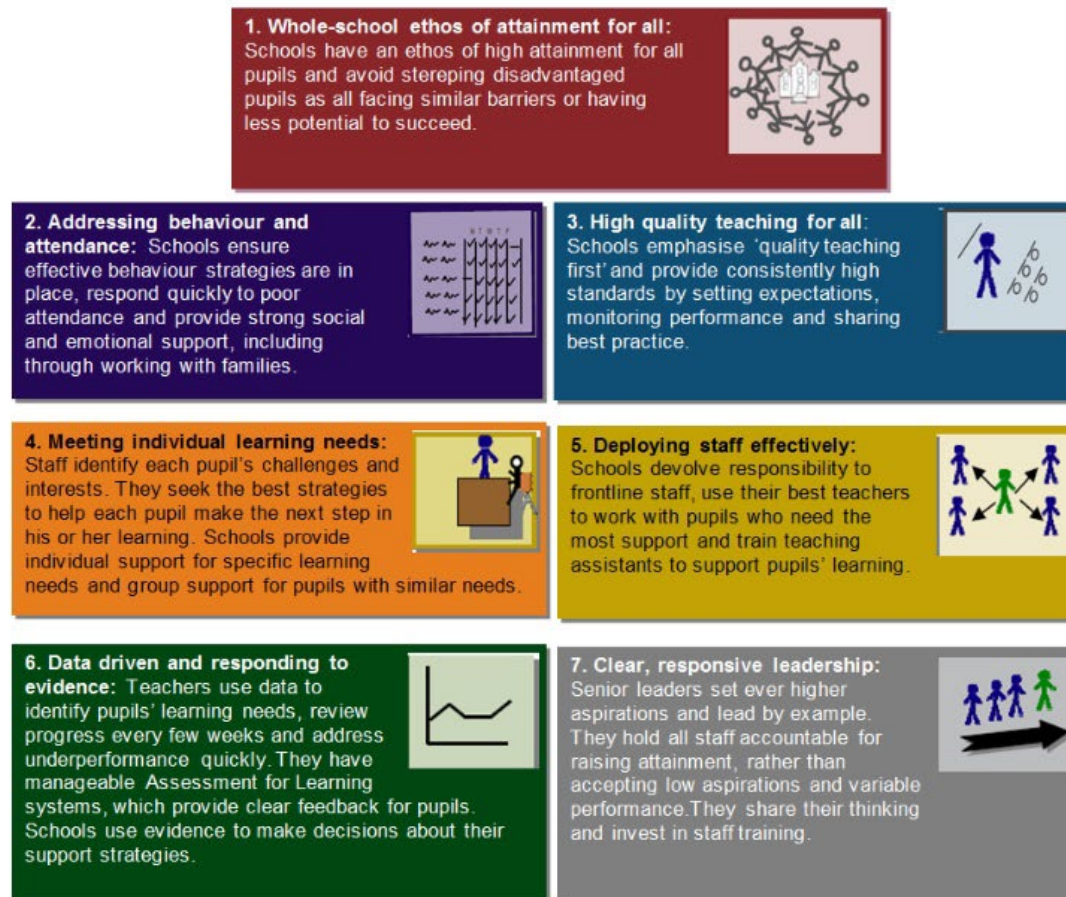 1. Whole-school ethos of attainment for all:
Schools have an ethos of high attainment for all
pupils and avoid stereping disadvantaged
pupils as all facing similar barriers or having
less potential to succeed.
2. Addressing behaviour and
attendance: Schools ensure
effective behaviour strategies are in
place, respond quickly to poor
attendance and provide strong social
and emotional support, including
through working with families.
M T W T F
3. High quality teaching for all:
Schools emphasise ‘quality teaching
first’ and provide consistently high
standards by setting expectations,
monitoring performance and sharing
best practice.
4. Meeting individual learning needs:
Staff identify each pupil’s challenges and
interests. They seek the best strategies
to help each pupil make the next step in
his or her learning. Schools provide
individual support for specific learning
needs and group support for pupils with similar needs.
5. Deploying staff effectively:
Schools devolve responsibility to
frontline staff, use their best teachers
to work with pupils who need the
most support and train teaching
assistants to support pupils’ learning.
6. Data driven and responding to
evidence: Teachers use data to
identify pupils’ learning needs, review
progress every few weeks and address
underperformance quickly. They have
manageable Assessment for Learning
systems, which provide clear feedback for pupils.
Schools use evidence to make decisions about their
support strategies.
7. Clear, responsive leadership:
Senior leaders set ever higher
aspirations and lead by example.
They hold all staff accountable for
raising attainment, rather than
accepting low aspirations and variable
performance. They share their thinking
and invest in staff training.